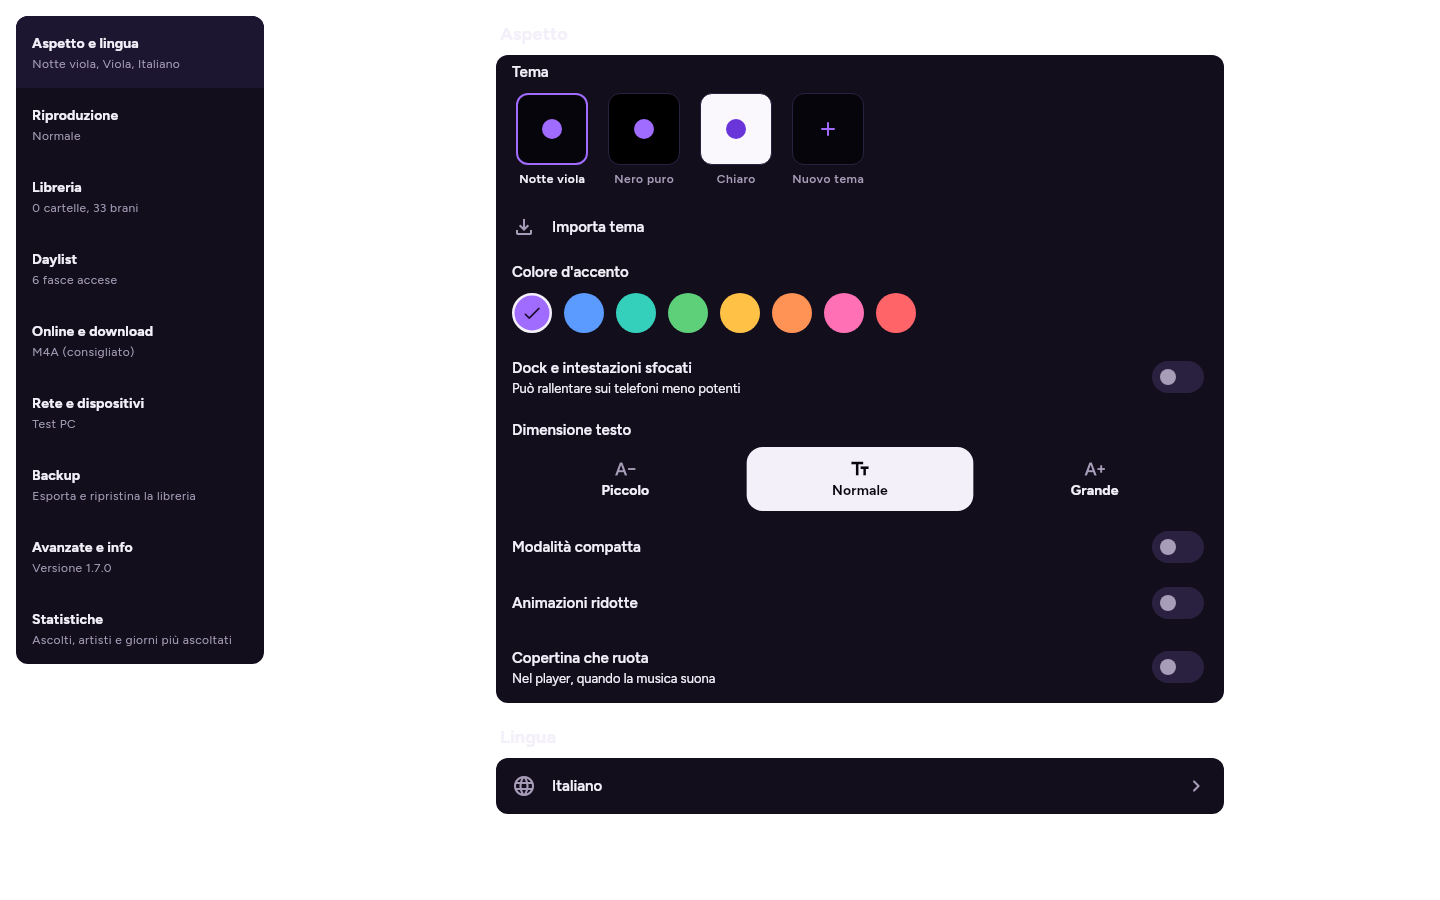 Aspetto e lingua
Notte viola, Viola, Italiano
Riproduzione
Normale
Libreria
0 cartelle, 33 brani
Daylist
6 fasce accese
Online e download
M4A (consigliato)
Rete e dispositivi
Test PC
Backup
Esporta e ripristina la libreria
Avanzate e info
Versione 1.7.0
Statistiche
Ascolti, artisti e giorni più ascoltati
Aspetto
Tema
Notte viola
Nero puro
Chiaro
Nuovo tema
Importa tema
Colore d'accento
Dock e intestazioni sfocati
Può rallentare sui telefoni meno potenti
Dimensione testo
A−
Piccolo
Tт
Normale
A+
Grande
Modalità compatta
Animazioni ridotte
Copertina che ruota
Nel player, quando la musica suona
Lingua
Italiano